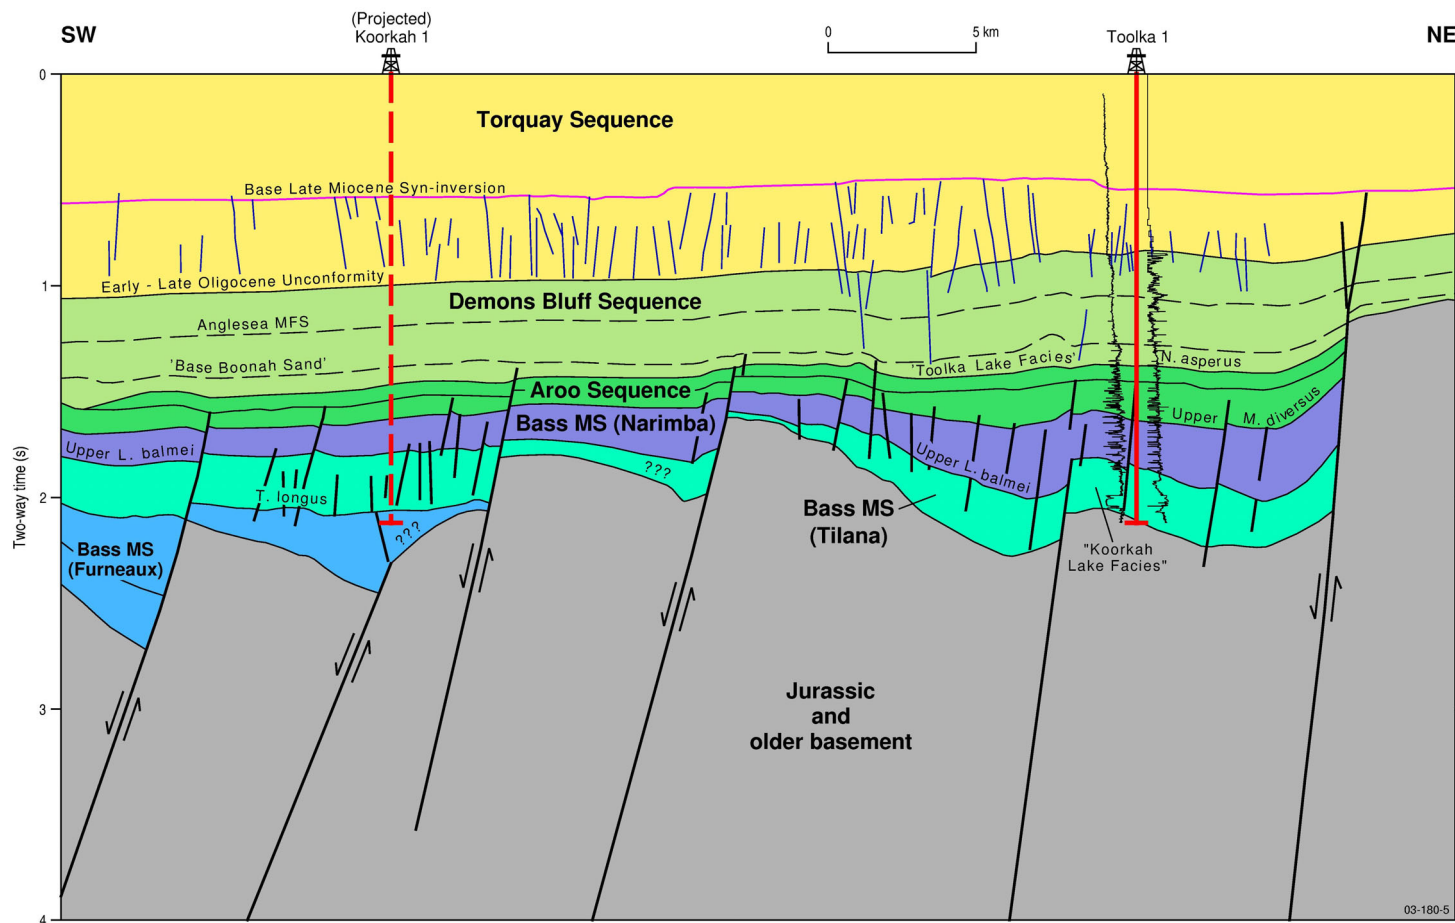 SW
(Projected)
Koorkah 1
0
5 km
Toolka 1
NE
0
Torquay Sequence
Base Late Miocene Syn-inversion
Early - Late Oligocene Unconformity
1
Demons Bluff Sequence
Anglesea MFS
'Base Boonah Sand'
'Toolka Lake Facies'
N. asperus
Aroo Sequence
Upper
M. diversus
Bass MS (Narimba)
Upper L. balmei
Upper L. balmei
???
T. longus
2
Two-way time (s)
???
Bass MS
(Tilana)
Bass MS
(Furneaux)
"Koorkah
Lake Facies"
3
Jurassic
and
older basement
4
03-180-5